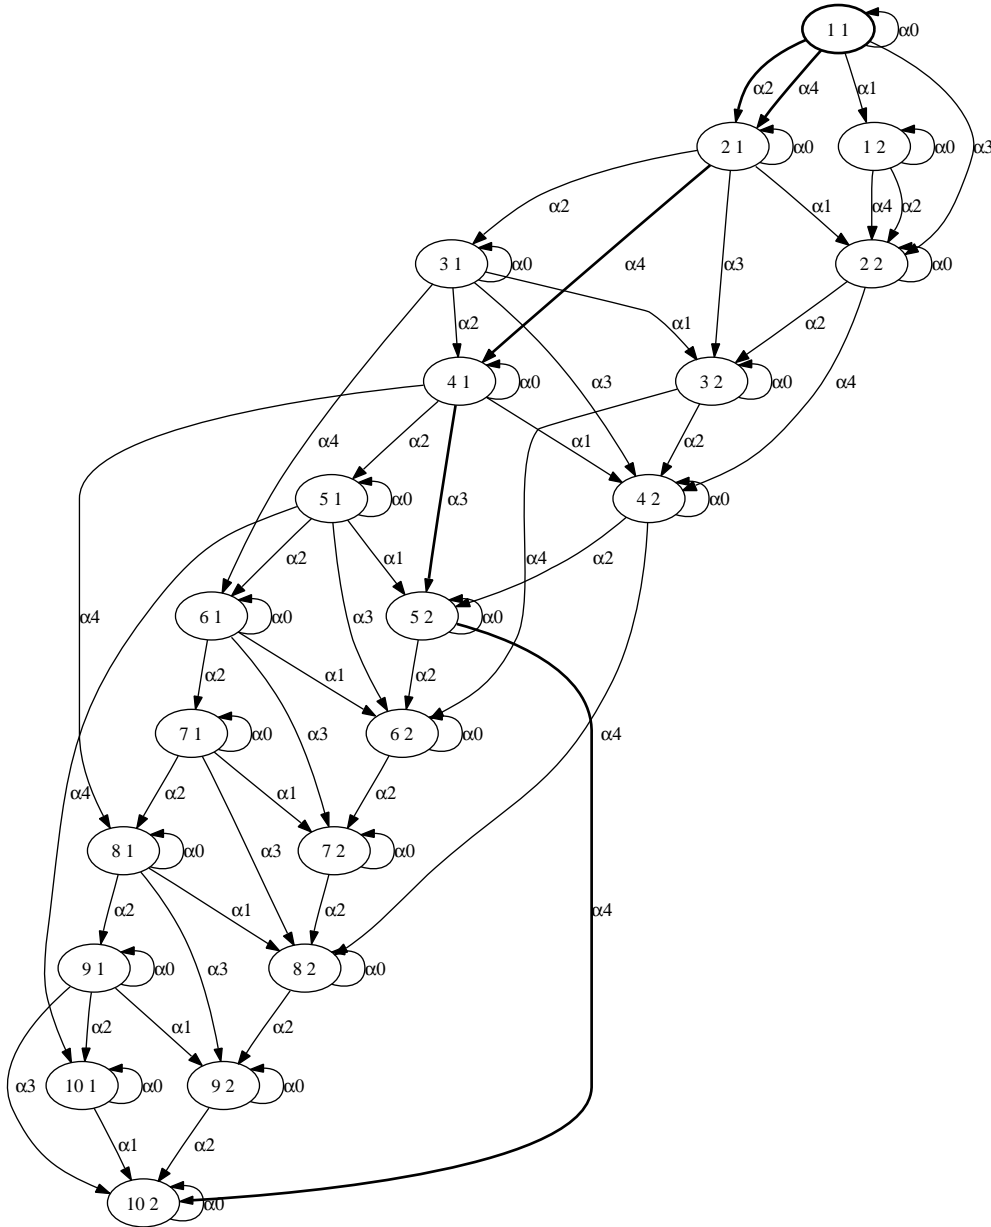 1 1 α0
α2 α4 α1
2 1 α0 1 2 α0 α3
α2 α1 α4 α2
3 1 α0 α4 α3 2 2 α0
α2 α1 α2
4 1 α0 α3 3 2 α0 α4
α4 α2 α1 α2
5 1 α0 α3 4 2 α0
α2 α1 α4 α2
α4 6 1 α0 α3 5 2 α0
α2 α1 α2
7 1 α0 α3 6 2 α0 α4
α4 α2 α1 α2
8 1 α0 α3 7 2 α0
α2 α1 α2 α4
9 1 α0 α3 8 2 α0
α2 α1 α2
α3 10 1 α0 9 2 α0
α1 α2
10 2 α0